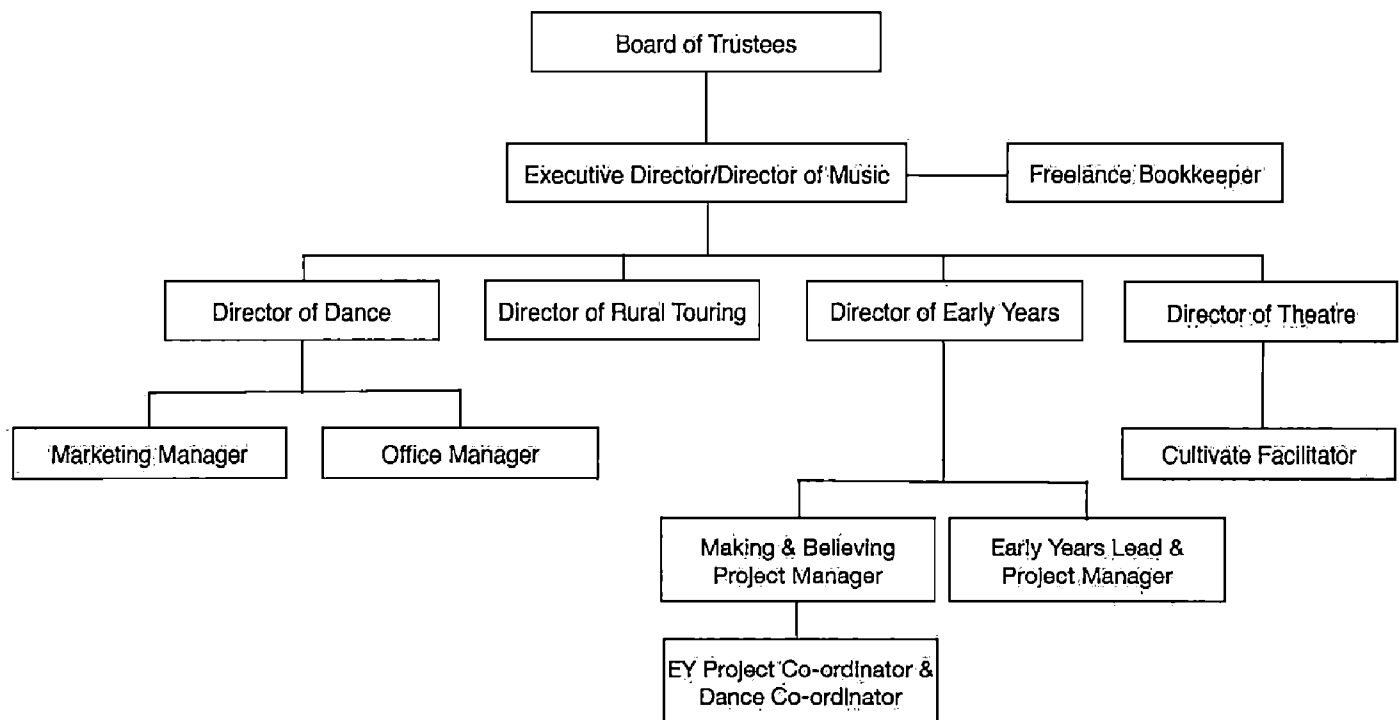 Board of Trustees
Executive Director/Director of Music
Freelance Bookkeeper
Director of Dance
Director of Rural Touring
Director of Early Years
Director of Theatre
Marketing Manager
Office Manager
Cultivate Facilitator
Making & Believing
Project Manager
Early Years Lead &
Project Manager
EY Project Co-ordinator &
Dance Co-ordinator